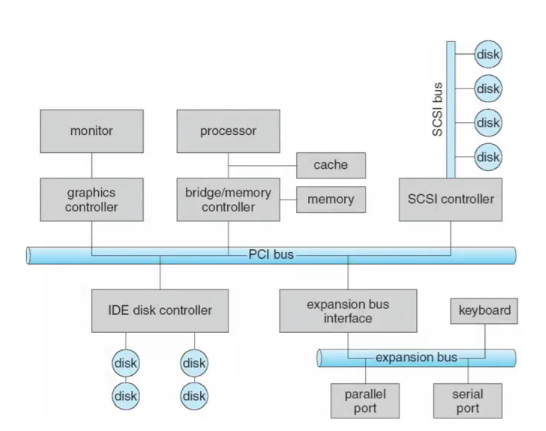 disk
disk
disk
disk
SCSI bus
monitor
processor
cache
graphics
controller
bridge/memory
controller
memory
SCSI controller
PCI bus
IDE disk controller
expansion bus
interface
keyboard
disk
disk
disk
disk
expansion bus
parallel
port
serial
port